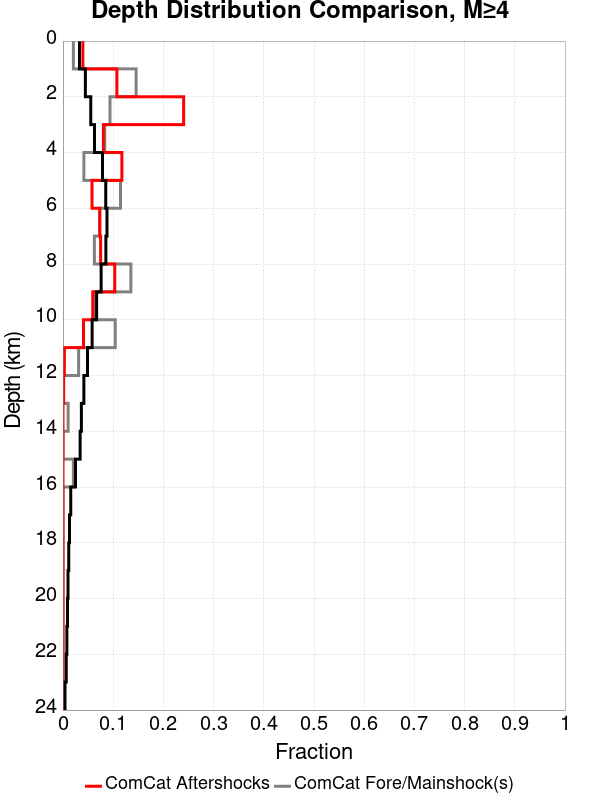 Depth Distribution Comparison, M≥4
0
2
4
6
8
10
12
14
16
18
20
22
24
Depth (km)
0 0.1 0.2 0.3 0.4 0.5 0.6 0.7 0.8 0.9 1
Fraction
ComCat Aftershocks ComCat Fore/Mainshock(s)